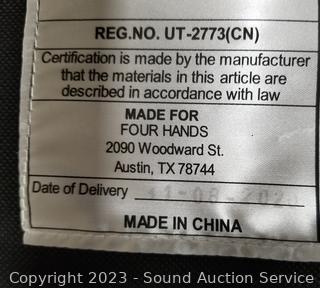 REG.NO. UT-2773(CN)
Certification is made by the manufacturer
that the materials in this article are
described in accordance with law
MADE FOR
FOUR HANDS
2090 Woodward St.
Austin, TX 78744
Date of Delivery
MADE IN CHINA
Copyright 2023 - Sound Auction Service